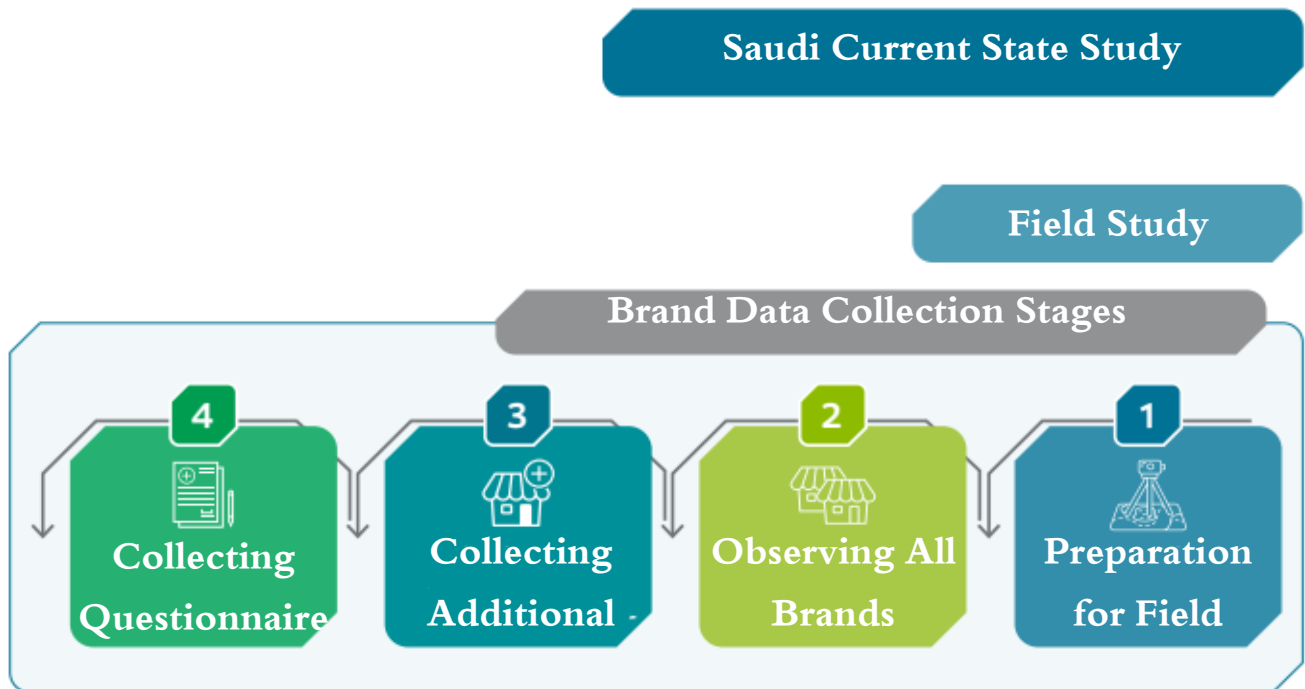 Saudi Current State Study
Field Study
Brand Data Collection Stages
1
Preparation
for Field
2
Observing All
Brands
3
Collecting
Additional
4
Collecting
Questionnaire